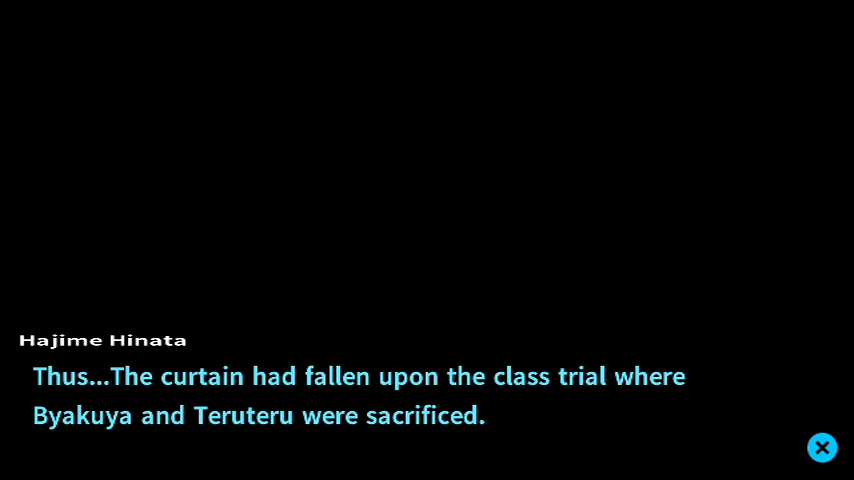 Hajime Hinata
Thus...The curtain had fallen upon the class trial where
Byakuya and Teruteru were sacrificed.